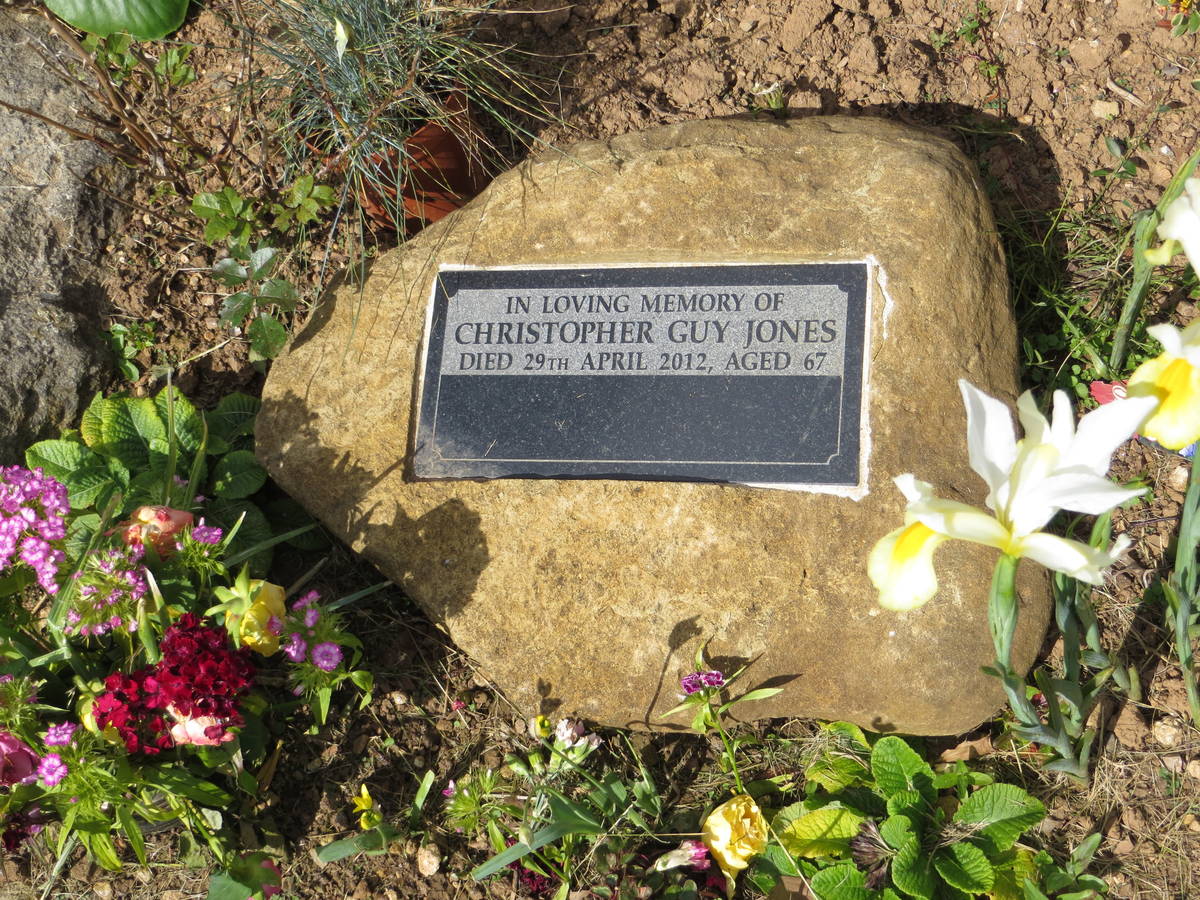 IN LOVING MEMORY OF
CHRISTOPHER GUY JONES
DIED 29TH APRIL 2012, AGED 67